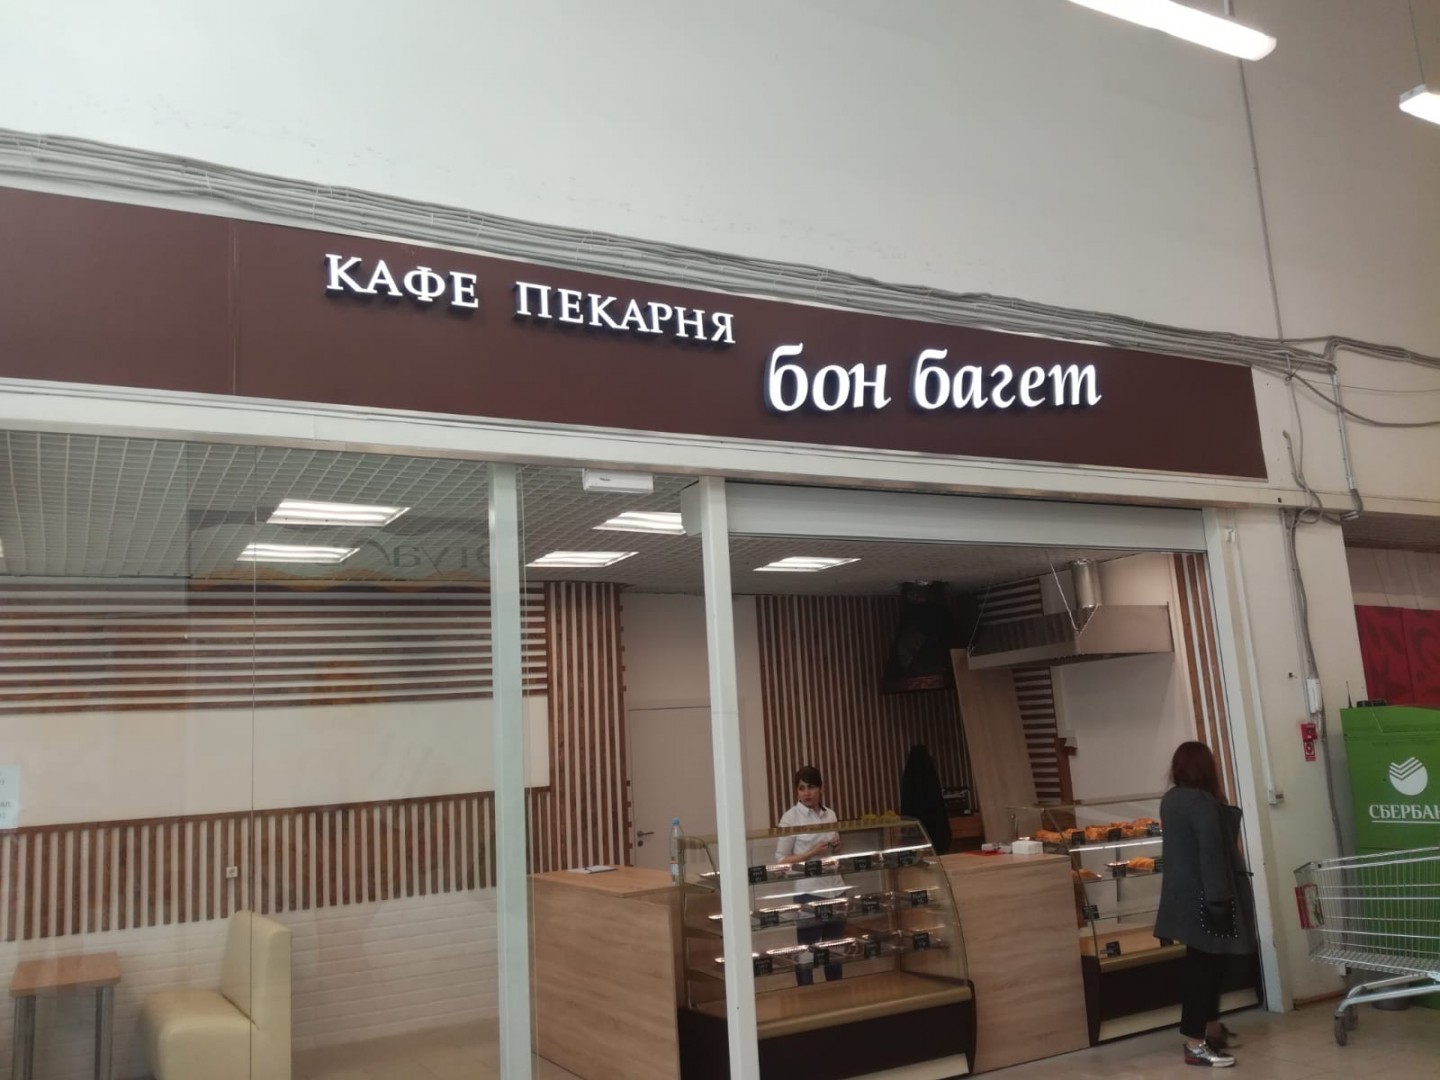 КАФЕ ПЕКАРНЯ
бон багет
СБЕРБАНК